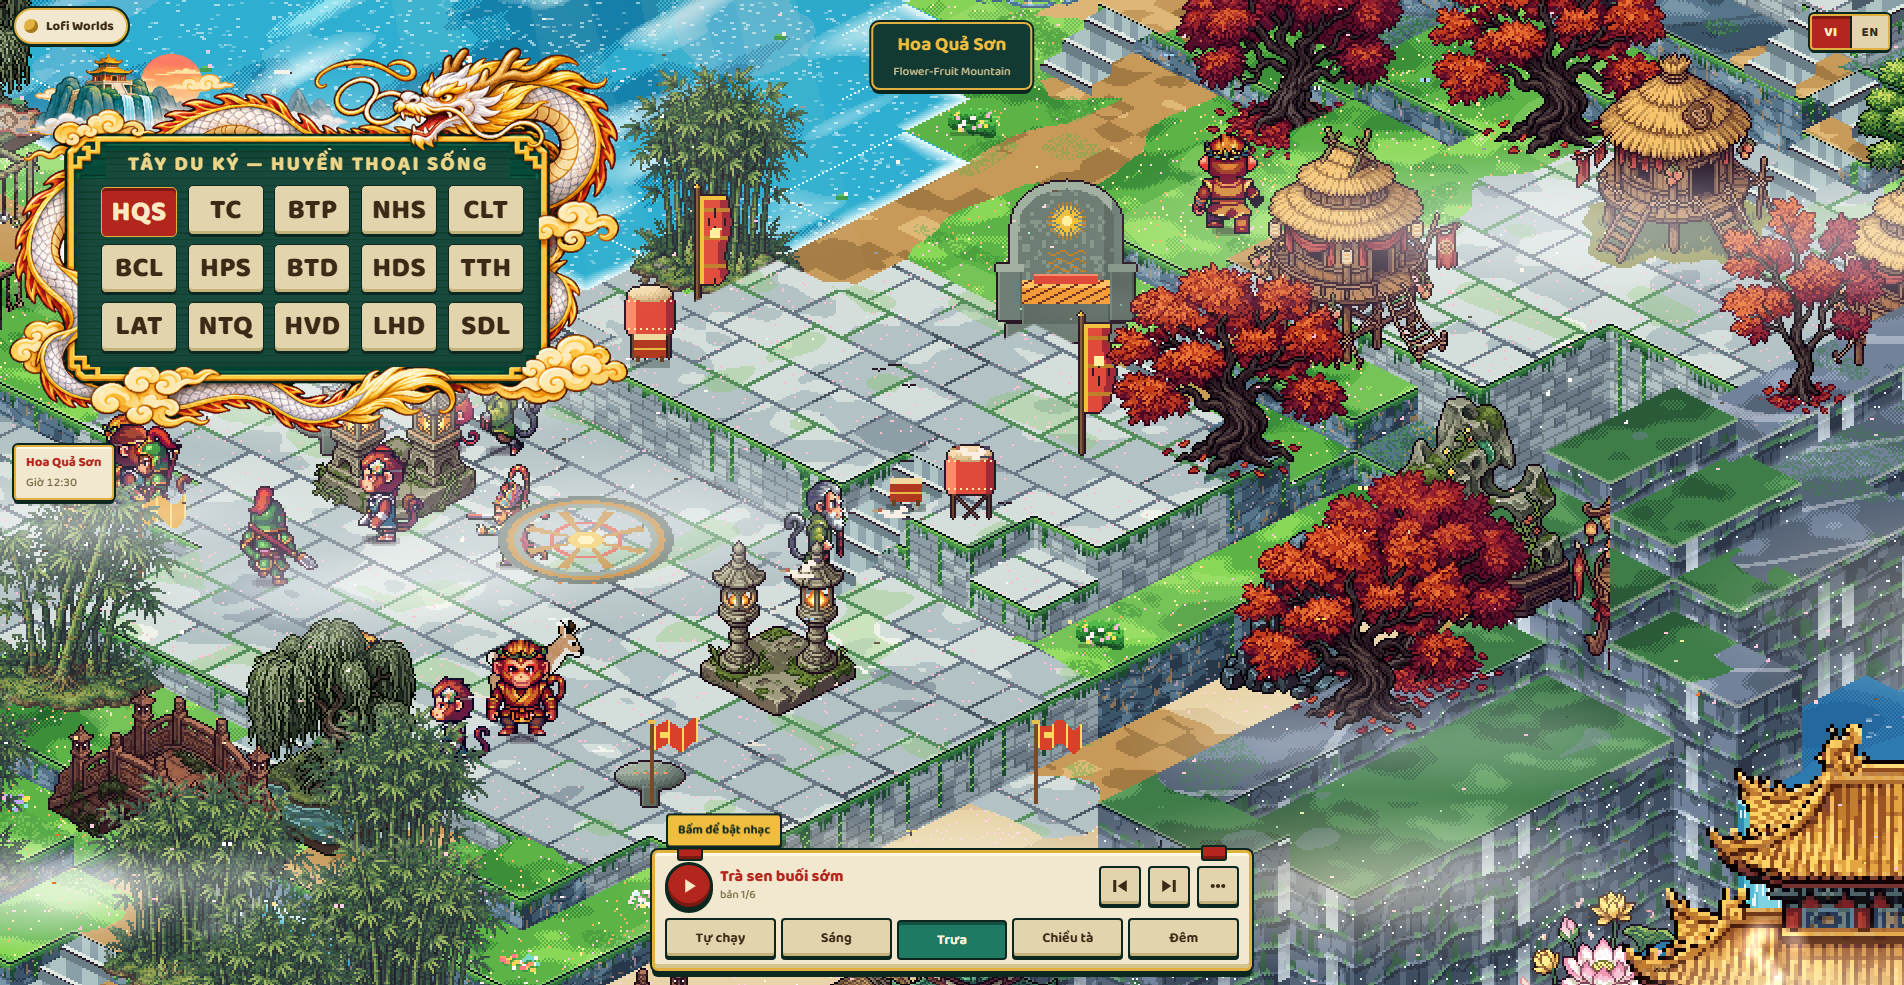 Lofi Worlds
Hoa Quả Sơn
Flower-Fruit Mountain
VI EN
TÂY DU KÝ — HUYỀN THOẠI SỐNG
HQS TC BTP NHS CLT
BCL HPS BTD HDS TTH
LAT NTQ HVD LHD SDL
Hoa Quả Sơn
Giờ 12:30
Bấm để bật nhạc
Trà sen buổi sớm
bản 1/6
Tự chạy Sáng Trưa Chiều tà Đêm